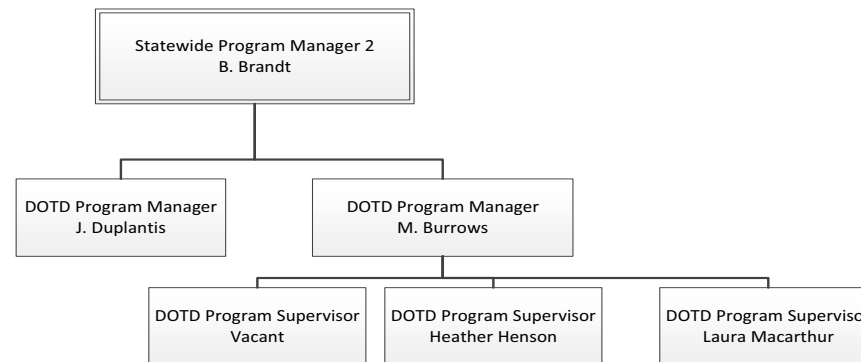 Statewide Program Manager 2
B. Brandt
DOTD Program Manager
J. Duplantis
DOTD Program Manager
M. Burrows
DOTD Program Supervisor
Vacant
DOTD Program Supervisor
Heather Henson
DOTD Program Superviso
Laura Macarthur